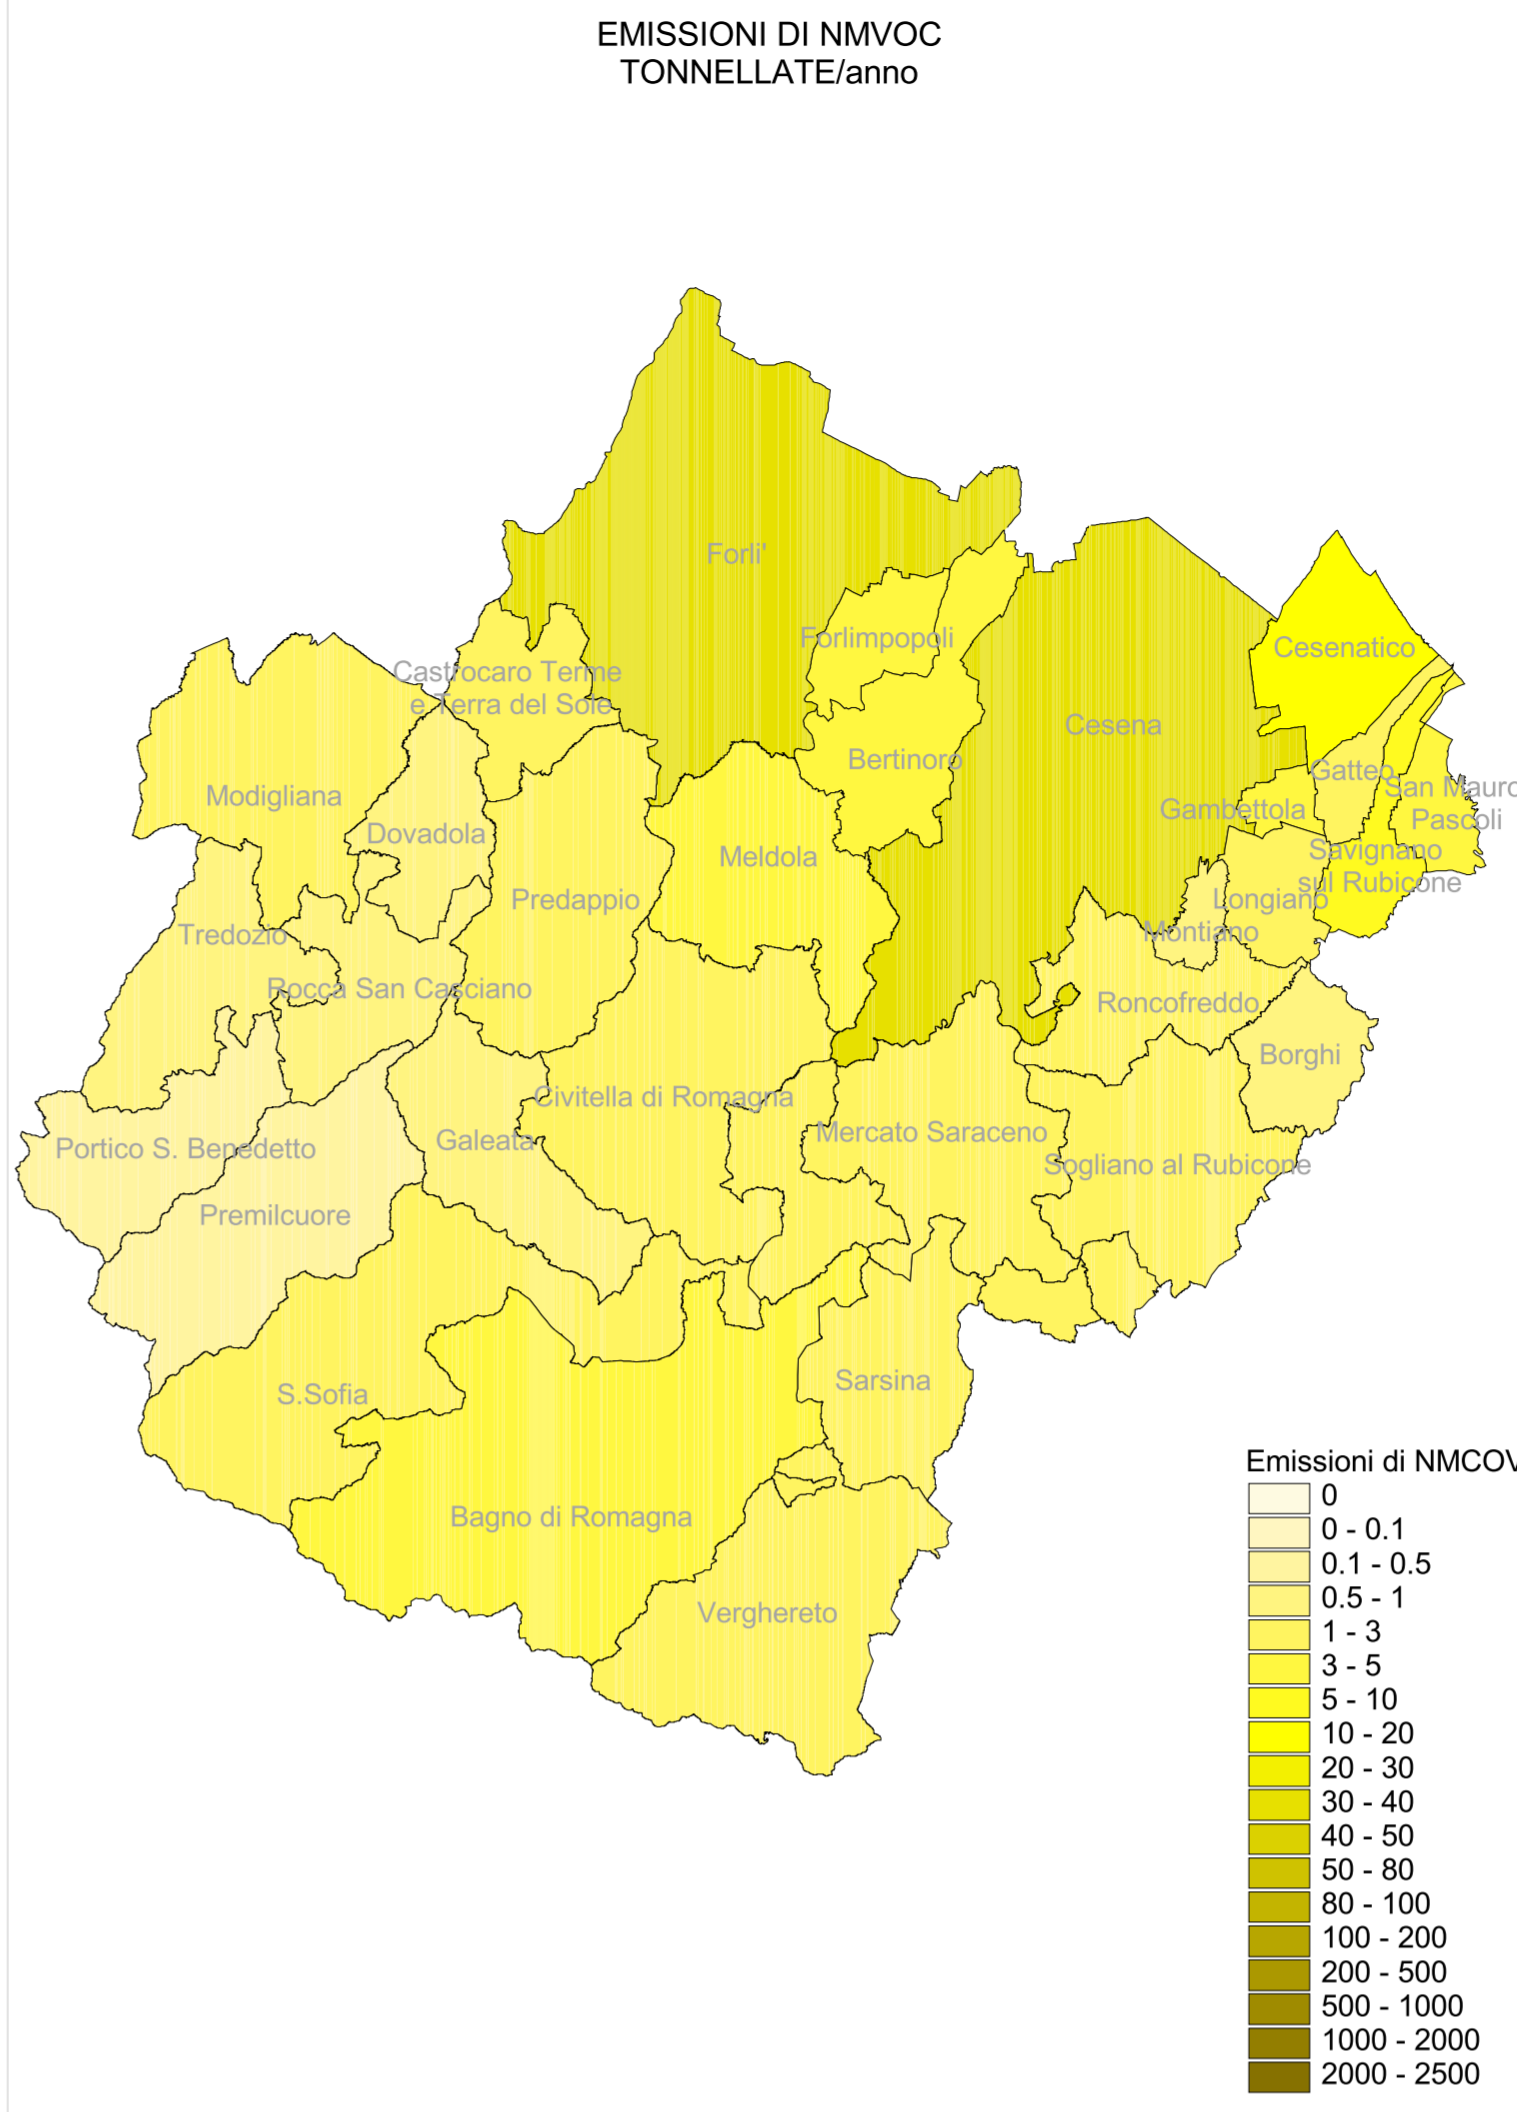 EMISSIONI DI NMVOC
TONNELLATE/anno
Forli'
Forlimpopoli
Cesenatico
Castrocaro Terme
e Terra del Sole
Cesena
Bertinoro
Gatteo
San Mauro
Pascoli
Modigliana
Gambettola
Dovadola
Meldola
Savignano
sul Rubicone
Predappio
Longiano
Tredozio
Montiano
Rocca San Casciano
Roncofreddo
Borghi
Civitella di Romagna
Mercato Saraceno
Galeata
Portico S. Benedetto
Sogliano al Rubicone
Premilcuore
Sarsina
S.Sofia
Bagno di Romagna
Verghereto
Emissioni di NMCOV
0
0 - 0.1
0.1 - 0.5
0.5 - 1
1 - 3
3 - 5
5 - 10
10 - 20
20 - 30
30 - 40
40 - 50
50 - 80
80 - 100
100 - 200
200 - 500
500 - 1000
1000 - 2000
2000 - 2500